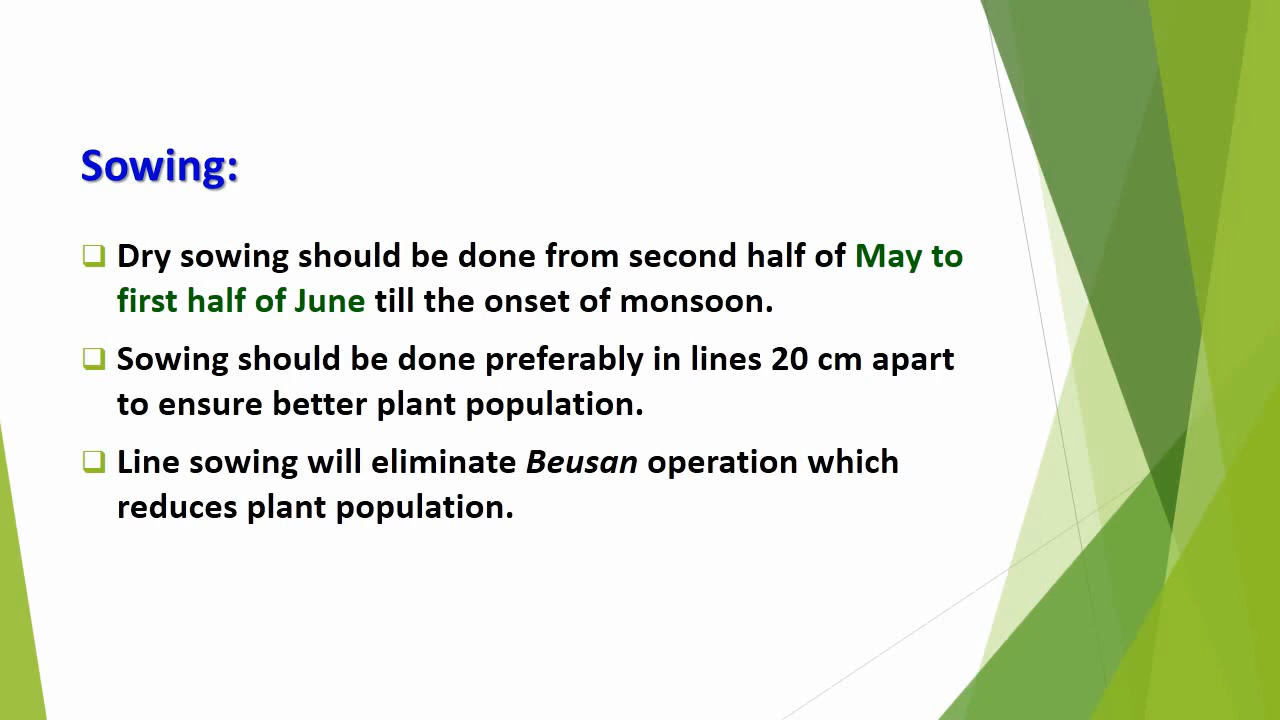 Sowing:
Dry sowing should be done from second half of May to
first half of June till the onset of monsoon.
Sowing should be done preferably in lines 20 cm apart
to ensure better plant population.
Line sowing will eliminate Beusan operation which
reduces plant population.